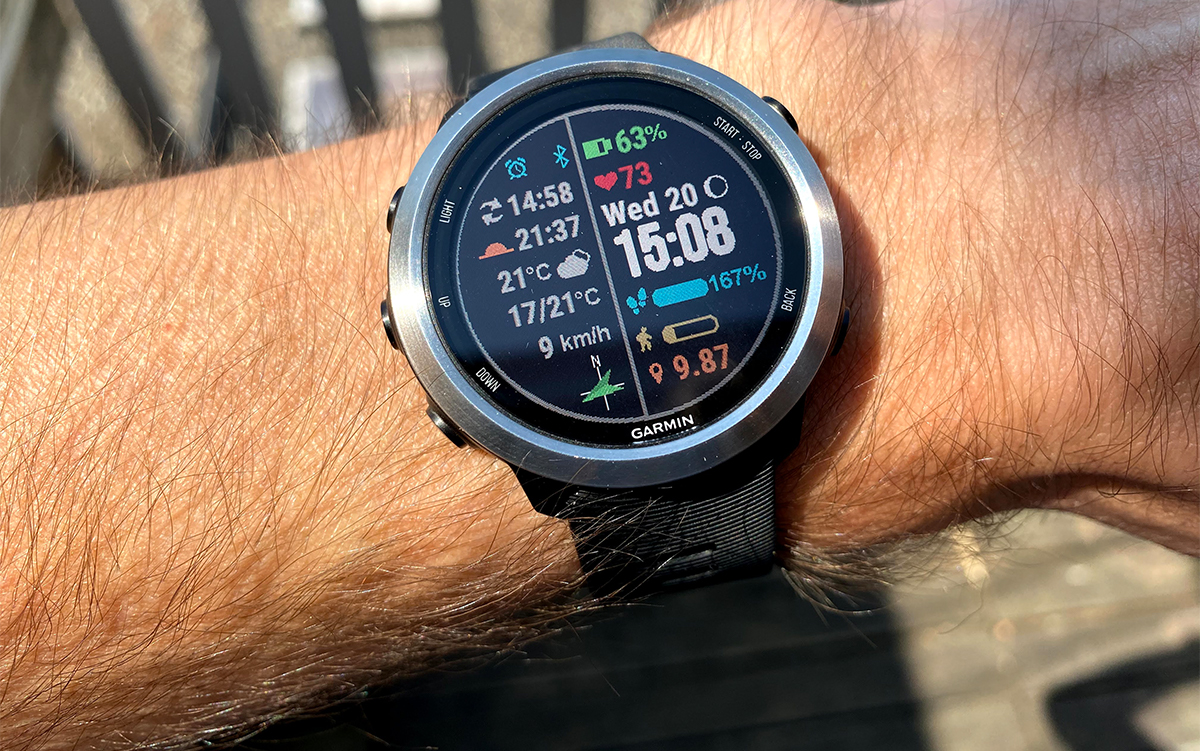 START · STOP
LIGHT
UP
DOWN
BACK
14:58
21:37
21°C
17/21°C
9 km/h
N
63%
73
Wed 20
15:08
167%
9.87
GARMIN